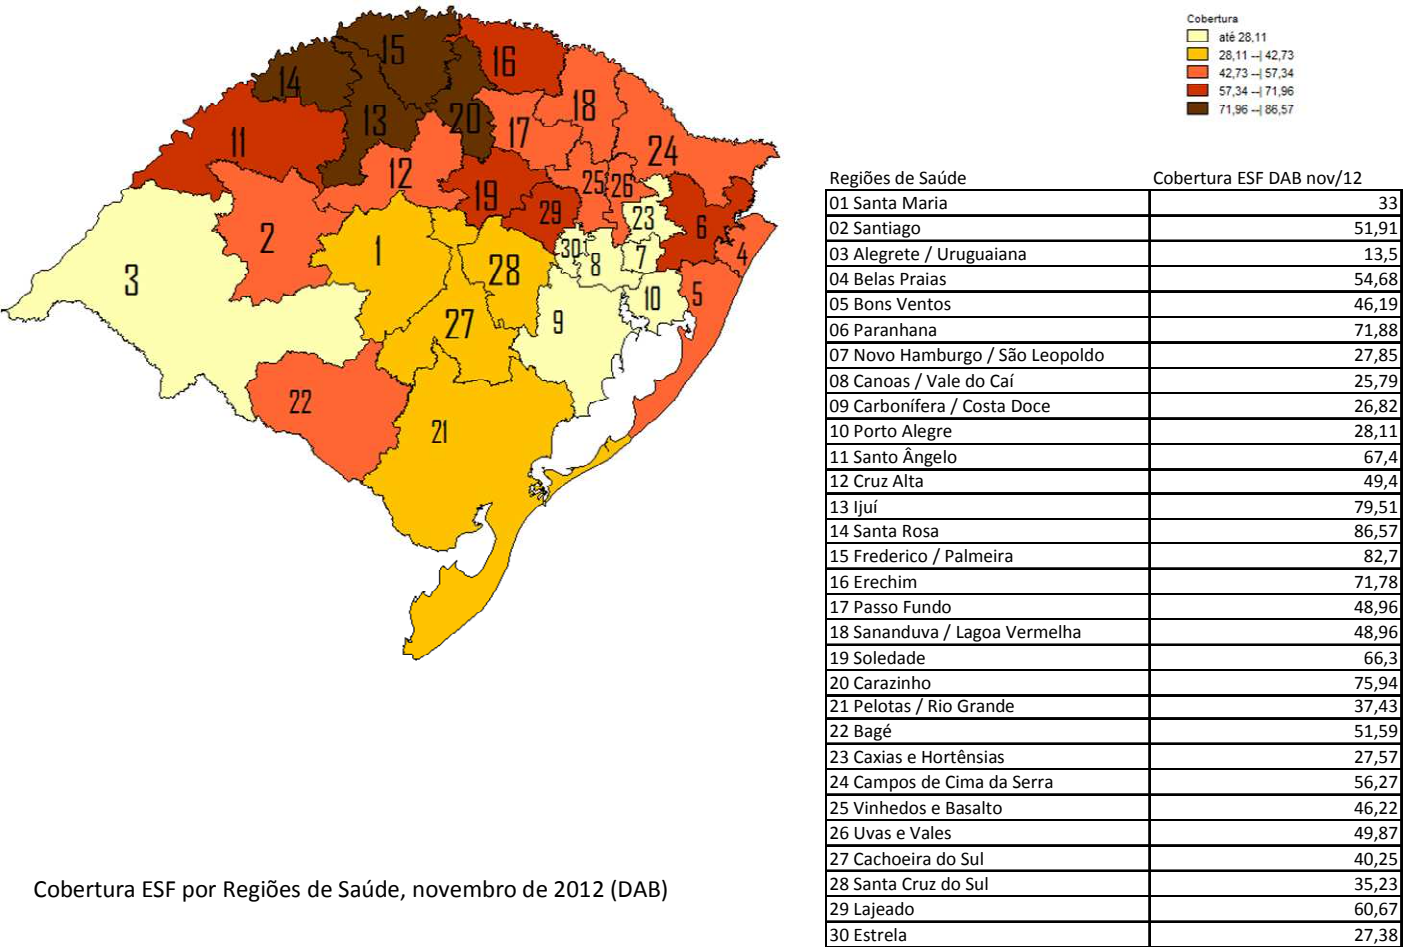 Cobertura
até 28,11
28,11 --| 42,73
42,73 --| 57,34
57,34 --| 71,96
71,96 --| 86,57
15
16
14
18
13
20
17
11
24
12
25
26
19
29
23
6
2
1
30
8
7
4
3
28
10
5
9
27
22
21
Regiões de Saúde Cobertura ESF DAB nov/12
01 Santa Maria 33
02 Santiago 51,91
03 Alegrete / Uruguaiana 13,5
04 Belas Praias 54,68
05 Bons Ventos 46,19
06 Paranhana 71,88
07 Novo Hamburgo / São Leopoldo 27,85
08 Canoas / Vale do Caí 25,79
09 Carbonífera / Costa Doce 26,82
10 Porto Alegre 28,11
11 Santo Ângelo 67,4
12 Cruz Alta 49,4
13 Ijuí 79,51
14 Santa Rosa 86,57
15 Frederico / Palmeira 82,7
16 Erechim 71,78
17 Passo Fundo 48,96
18 Sananduva / Lagoa Vermelha 48,96
19 Soledade 66,3
20 Carazinho 75,94
21 Pelotas / Rio Grande 37,43
22 Bagé 51,59
23 Caxias e Hortênsias 27,57
24 Campos de Cima da Serra 56,27
25 Vinhedos e Basalto 46,22
26 Uvas e Vales 49,87
27 Cachoeira do Sul 40,25
28 Santa Cruz do Sul 35,23
29 Lajeado 60,67
30 Estrela 27,38
Cobertura ESF por Regiões de Saúde, novembro de 2012 (DAB)